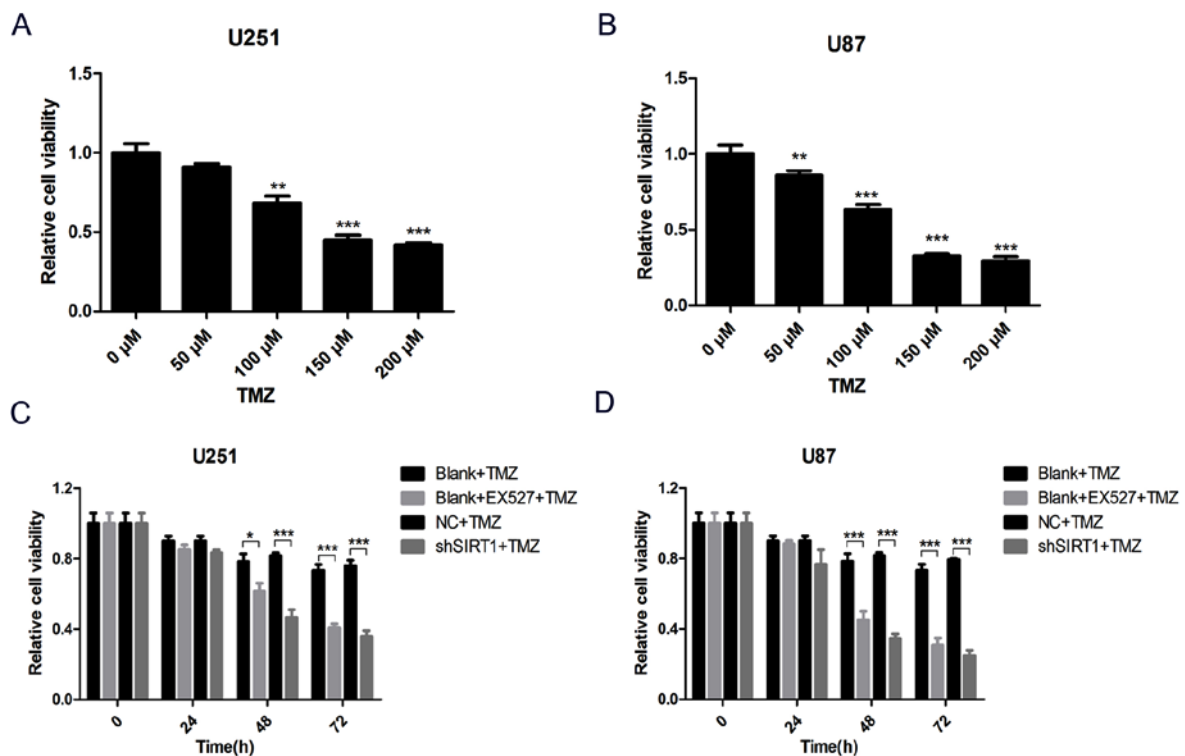 A
U251
Relative cell viability
1.5
1.0
0.5
0.0
**
***
***
0 µM
50 µM
100 µM
150 µM
200 µM
TMZ
B
U87
Relative cell viability
1.5
1.0
0.5
0.0
**
***
***
***
0 µM
50 µM
100 µM
150 µM
200 µM
TMZ
C
U251
Relative cell viability
1.2
0.8
0.4
0.0
*
***
***
***
0
24
48
72
Time(h)
Blank+TMZ
Blank+EX527+TMZ
NC+TMZ
shSIRT1+TMZ
D
U87
Relative cell viability
1.2
0.8
0.4
0.0
***
***
***
***
0
24
48
72
Time(h)
Blank+TMZ
Blank+EX527+TMZ
NC+TMZ
shSIRT1+TMZ